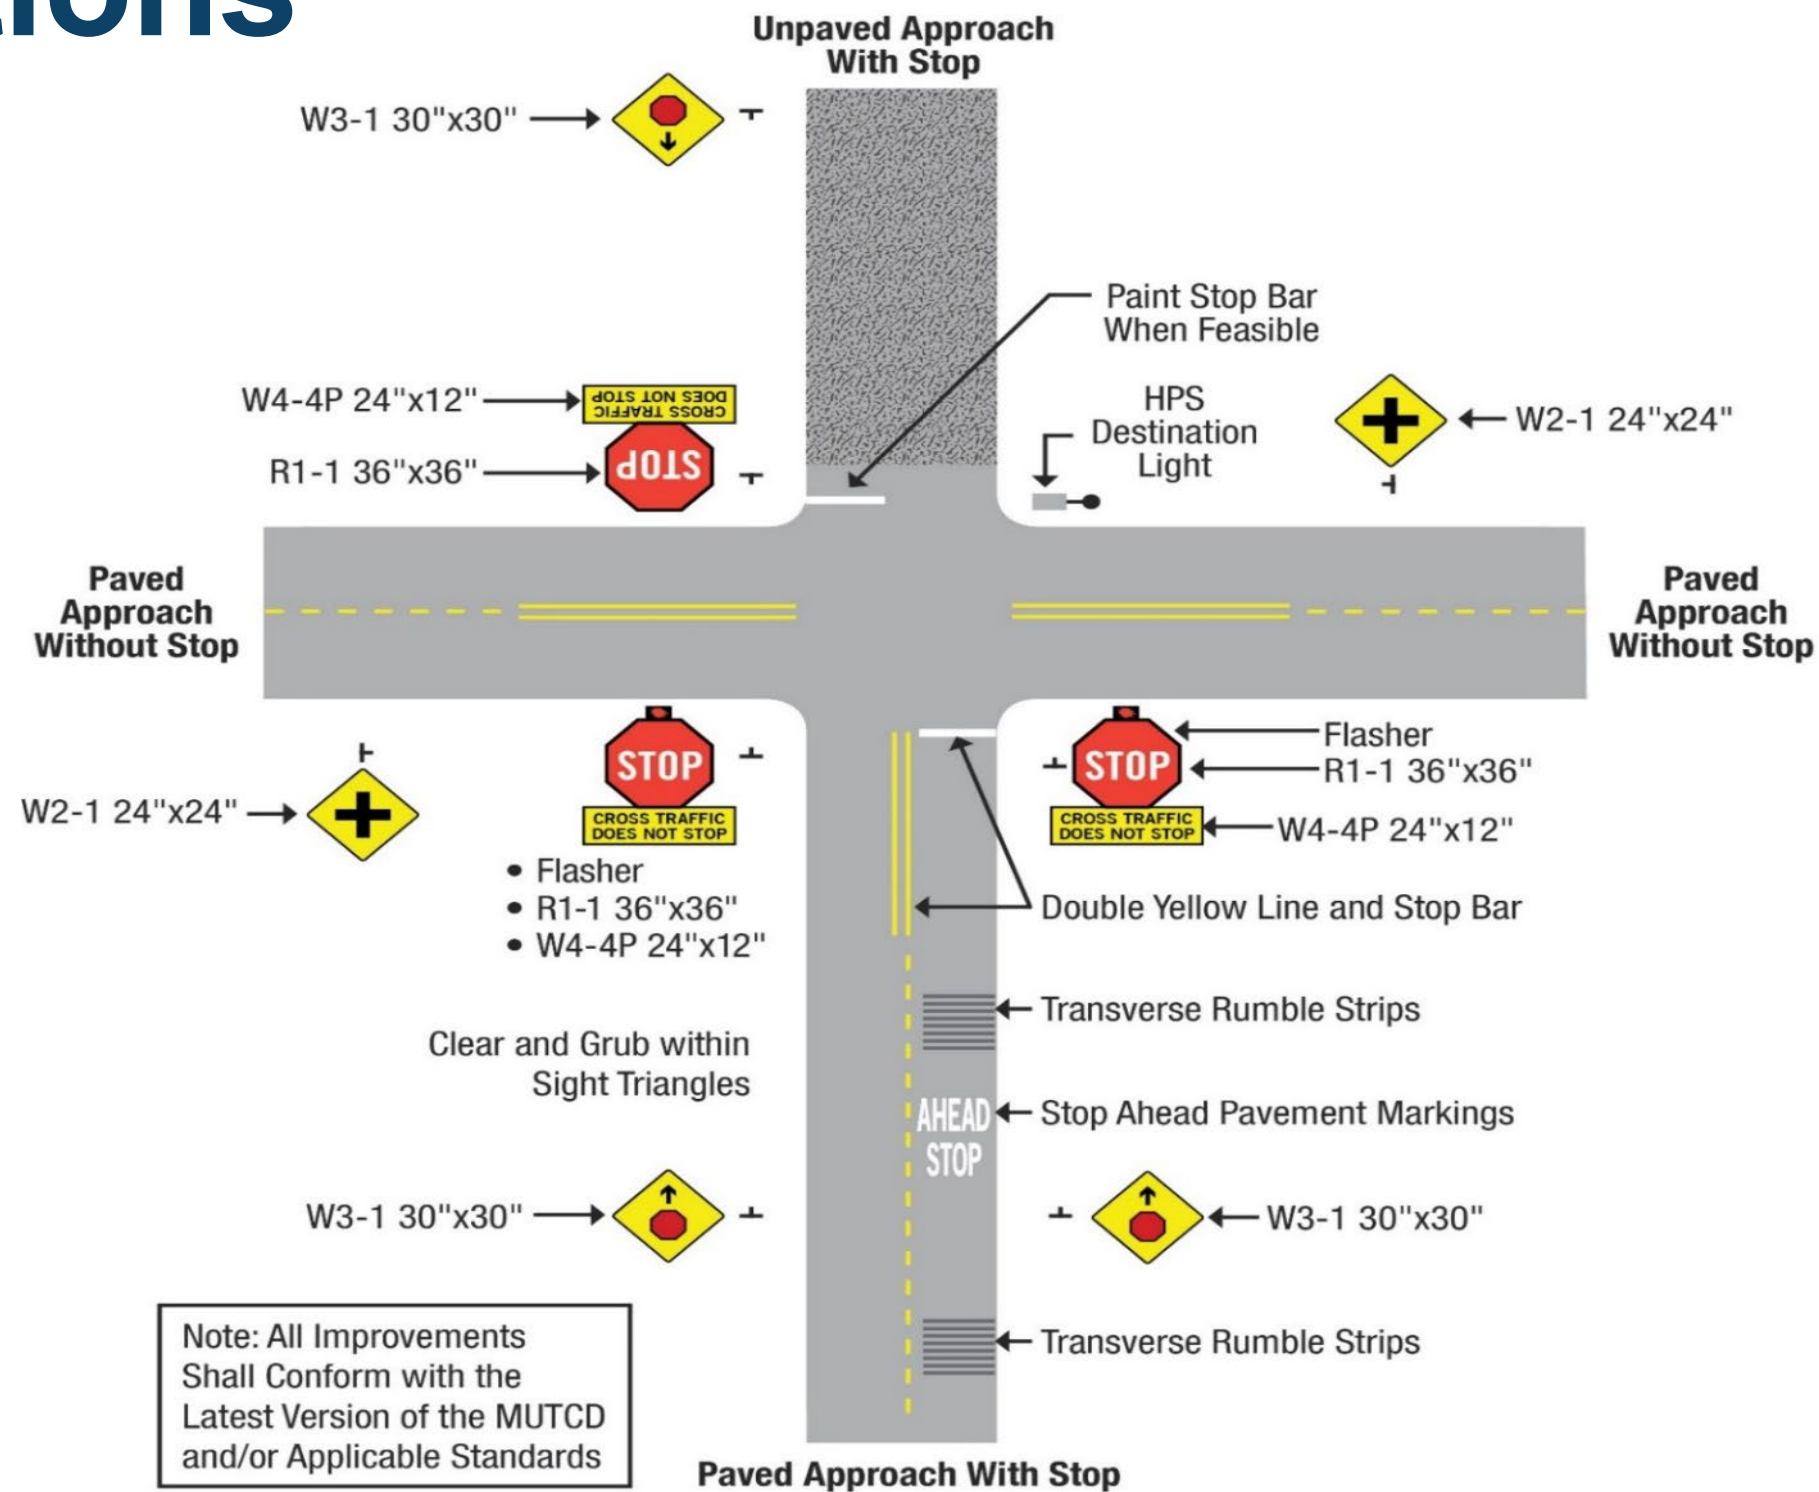 tions
Unpaved Approach
With Stop
W3-1 30"x30"
Paint Stop Bar
When Feasible
W4-4P 24"x12"
CROSS TRAFFIC
DOES NOT STOP
R1-1 36"x36"
STOP
HPS
Destination
Light
W2-1 24"x24"
Paved
Approach
Without Stop
Paved
Approach
Without Stop
W2-1 24"x24"
STOP
CROSS TRAFFIC
DOES NOT STOP
• Flasher
• R1-1 36"x36"
• W4-4P 24"x12"
STOP
CROSS TRAFFIC
DOES NOT STOP
Flasher
R1-1 36"x36"
W4-4P 24"x12"
Double Yellow Line and Stop Bar
Transverse Rumble Strips
Clear and Grub within
Sight Triangles
AHEAD
STOP
Stop Ahead Pavement Markings
W3-1 30"x30"
W3-1 30"x30"
Transverse Rumble Strips
Note: All Improvements
Shall Conform with the
Latest Version of the MUTCD
and/or Applicable Standards
Paved Approach With Stop